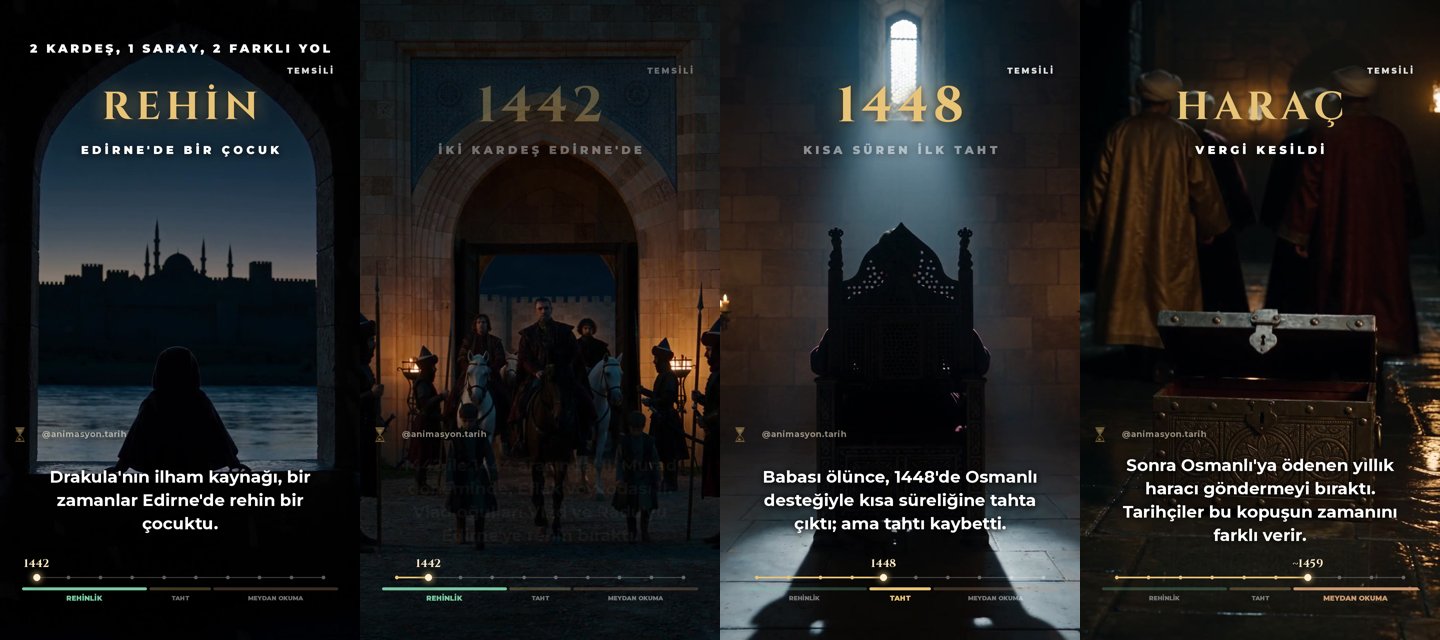 2 KARDEŞ, 1 SARAY, 2 FARKLI YOL
TEMSİLİ
REHİN
EDİRNE'DE BİR ÇOCUK
@animasyon.tarih
Drakula'nın ilham kaynağı, bir
zamanlar Edirne'de rehin bir
çocuktu.
1442
REHİNLİK
TAHT
MEYDAN OKUMA
TEMSİLİ
1442
İKİ KARDEŞ EDİRNE'DE
@animasyon.tarih
1442
REHİNLİK
TAHT
MEYDAN OKUMA
TEMSİLİ
1448
KISA SÜREN İLK TAHT
@animasyon.tarih
Babası ölünce, 1448'de Osmanlı
desteğiyle kısa süreliğine tahta
çıktı; ama tahtı kaybetti.
1448
REHİNLİK
TAHT
MEYDAN OKUMA
TEMSİLİ
HARAÇ
VERGİ KESİLDİ
@animasyon.tarih
Sonra Osmanlı'ya ödenen yıllık
haracı göndermeyi bıraktı.
Tarihçiler bu kopuşun zamanını
farklı verir.
~1459
REHİNLİK
TAHT
MEYDAN OKUMA